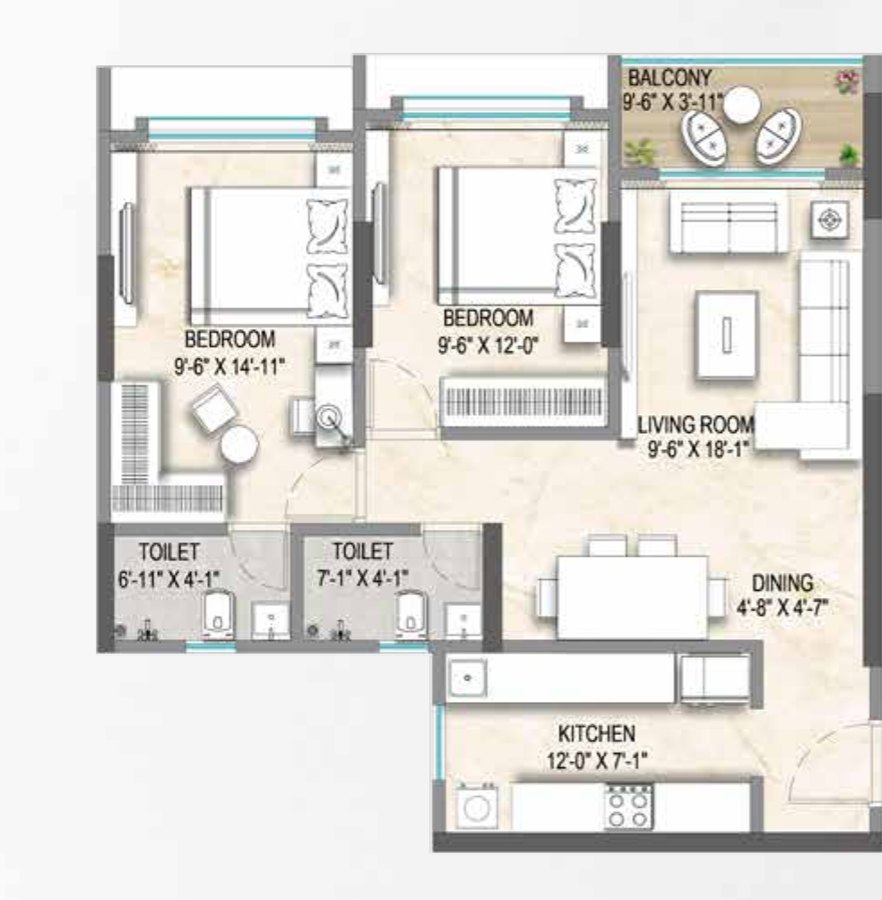 BALCONY
9'-6" X 3'-11"
BEDROOM
9'-6" X 14'-11"
BEDROOM
9'-6" X 12'-0"
LIVING ROOM
9'-6" X 18'-1"
TOILET
6'-11" X 4'-1"
TOILET
7'-1" X 4'-1"
DINING
4'-8" X 4'-7"
KITCHEN
12'-0" X 7'-1"